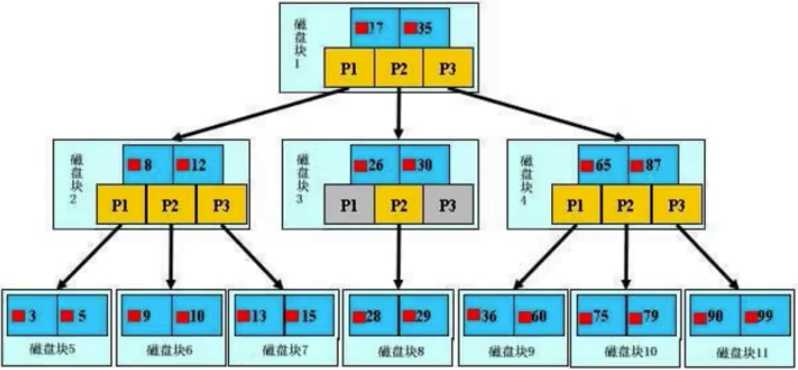 磁盘块1
17 35
P1 P2 P3
磁盘块2
8 12
P1 P2 P3
磁盘块3
26 30
P1 P2 P3
磁盘块4
65 87
P1 P2 P3
3 5
磁盘块5
9 10
磁盘块6
13 15
磁盘块7
28 29
磁盘块8
36 60
磁盘块9
75 79
磁盘块10
90 99
磁盘块11